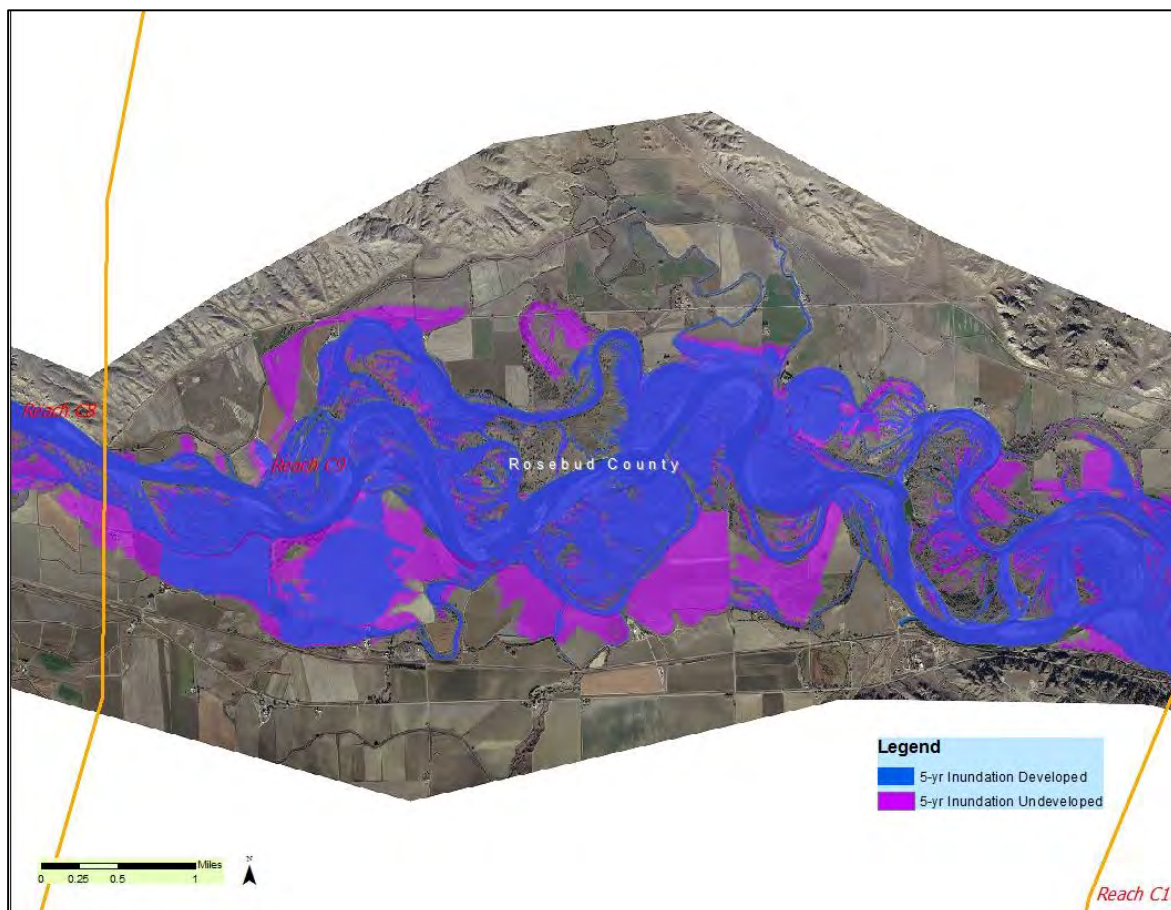 Reach C8
Reach C9
Rosebud County
Legend
5-yr Inundation Developed
5-yr Inundation Undeveloped
Miles
0 0.25 0.5 1
N
Reach C1